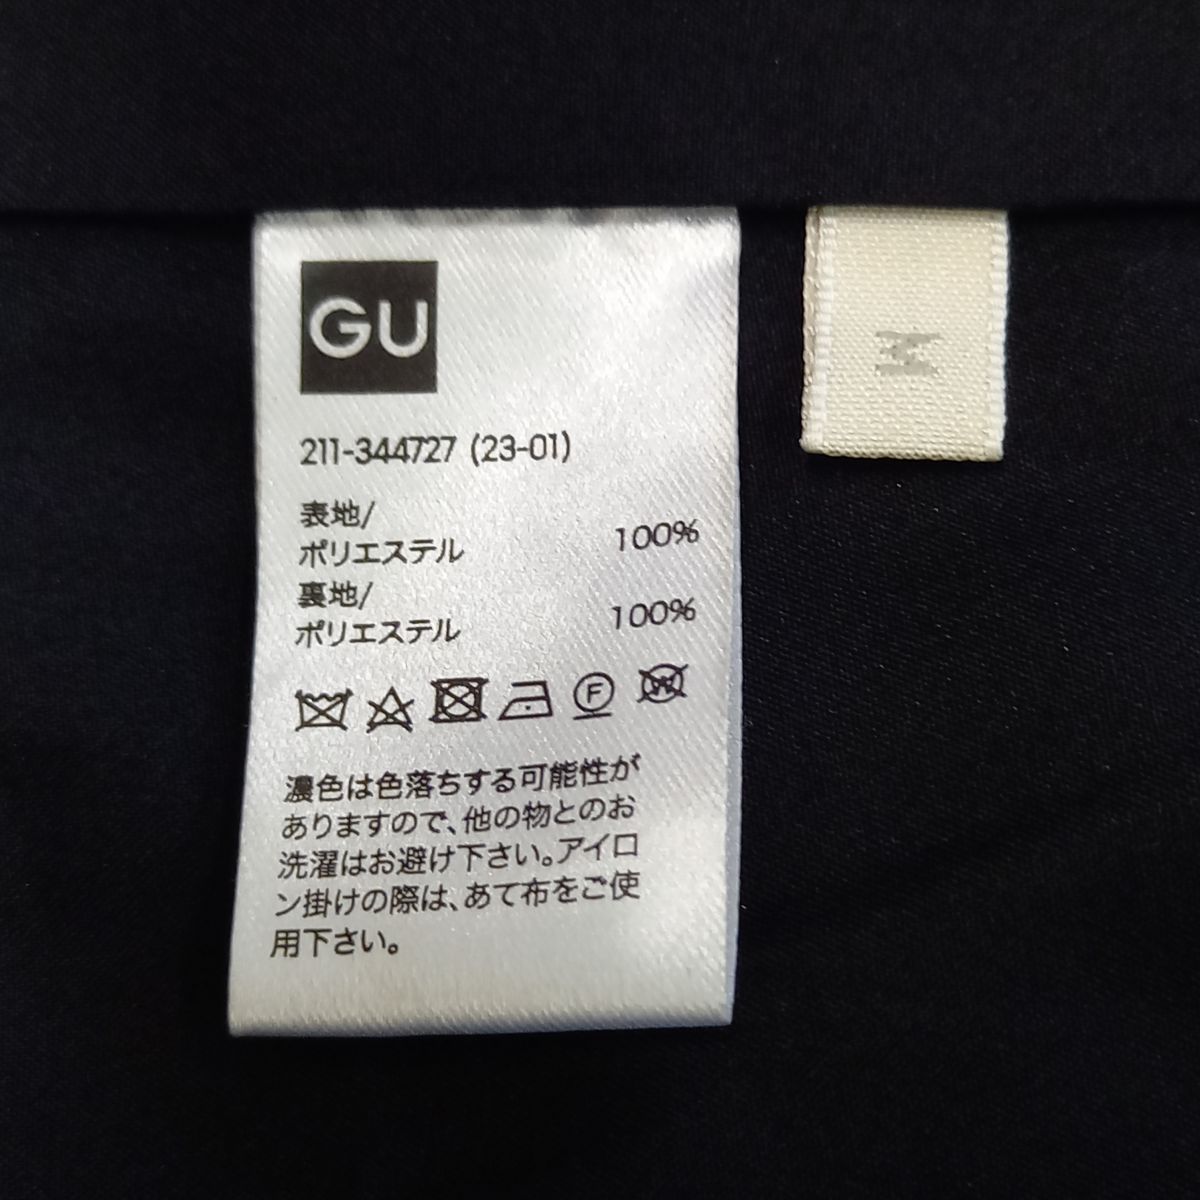 GU
211-344727 (23-01)
表地/
ポリエステル 100%
裏地/
ポリエステル 100%
F
W
濃色は色落ちする可能性が
ありますので、他の物とのお
洗濯はお避け下さい。アイロ
ン掛けの際は、あて布をご使
用下さい。
M